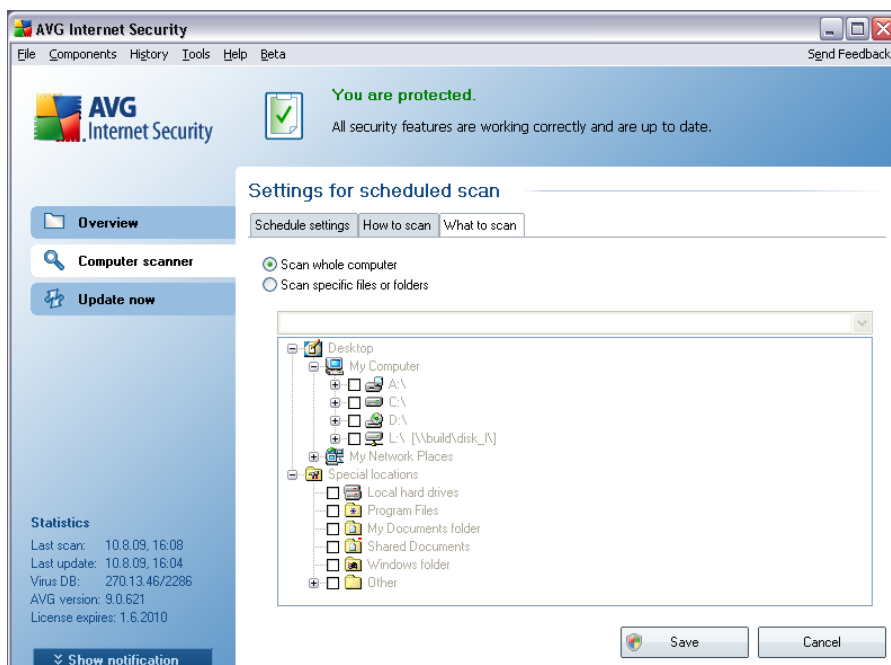 AVG Internet Security
File Components History Tools Help Beta Send Feedback
AVG
Internet Security
You are protected.
All security features are working correctly and are up to date.
Settings for scheduled scan
Overview
Computer scanner
Update now
Schedule settings How to scan What to scan
Scan whole computer
Scan specific files or folders
Desktop
My Computer
A:\
C:\
D:\
L:\ [\\build\disk_l\]
My Network Places
Special locations
Local hard drives
Program Files
My Documents folder
Shared Documents
Windows folder
Other
Statistics
Last scan: 10.8.09, 16:08
Last update: 10.8.09, 16:04
Virus DB: 270.13.46/2286
AVG version: 9.0.621
License expires: 1.6.2010
Show notification
Save Cancel